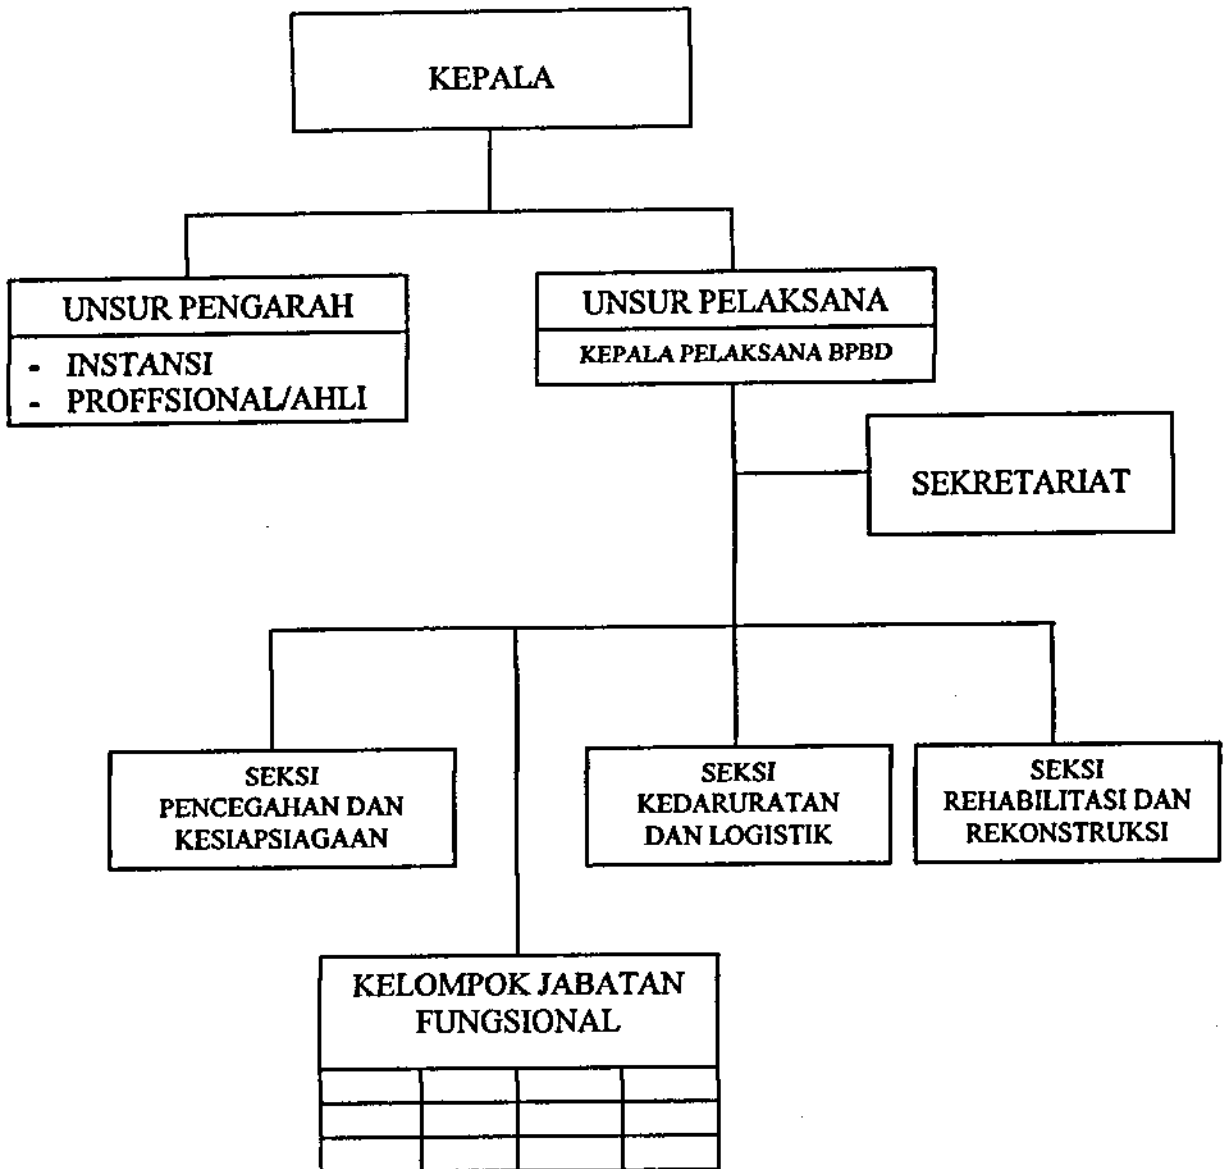 KEPALA
UNSUR PENGARAH
- INSTANSI
- PROFFSIONAL/AHLI
UNSUR PELAKSANA
KEPALA PELAKSANA BPBD
SEKRETARIAT
SEKSI
PENCEGAHAN DAN
KESIAPSIAGAAN
SEKSI
KEDARURATAN
DAN LOGISTIK
SEKSI
REHABILITASI DAN
REKONSTRUKSI
KELOMPOK JABATAN
FUNGSIONAL